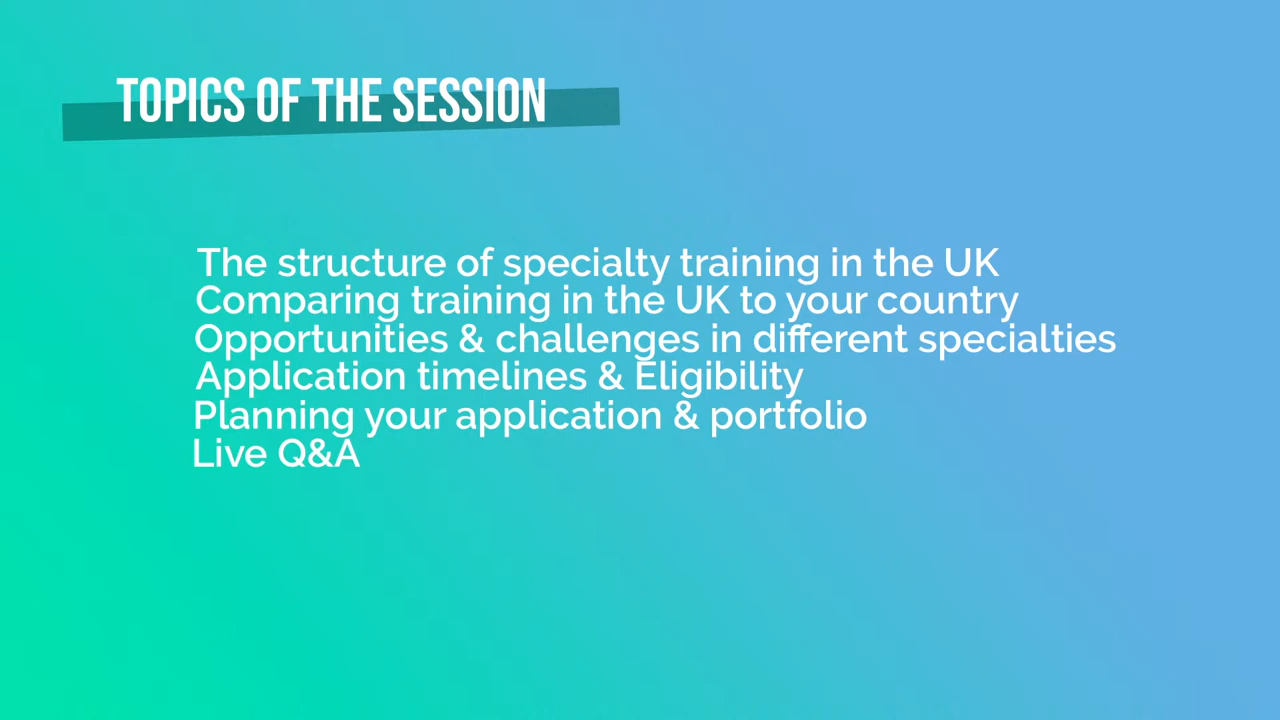 TOPICS OF THE SESSION
The structure of specialty training in the UK
Comparing training in the UK to your country
Opportunities & challenges in different specialties
Application timelines & Eligibility
Planning your application & portfolio
Live Q&A